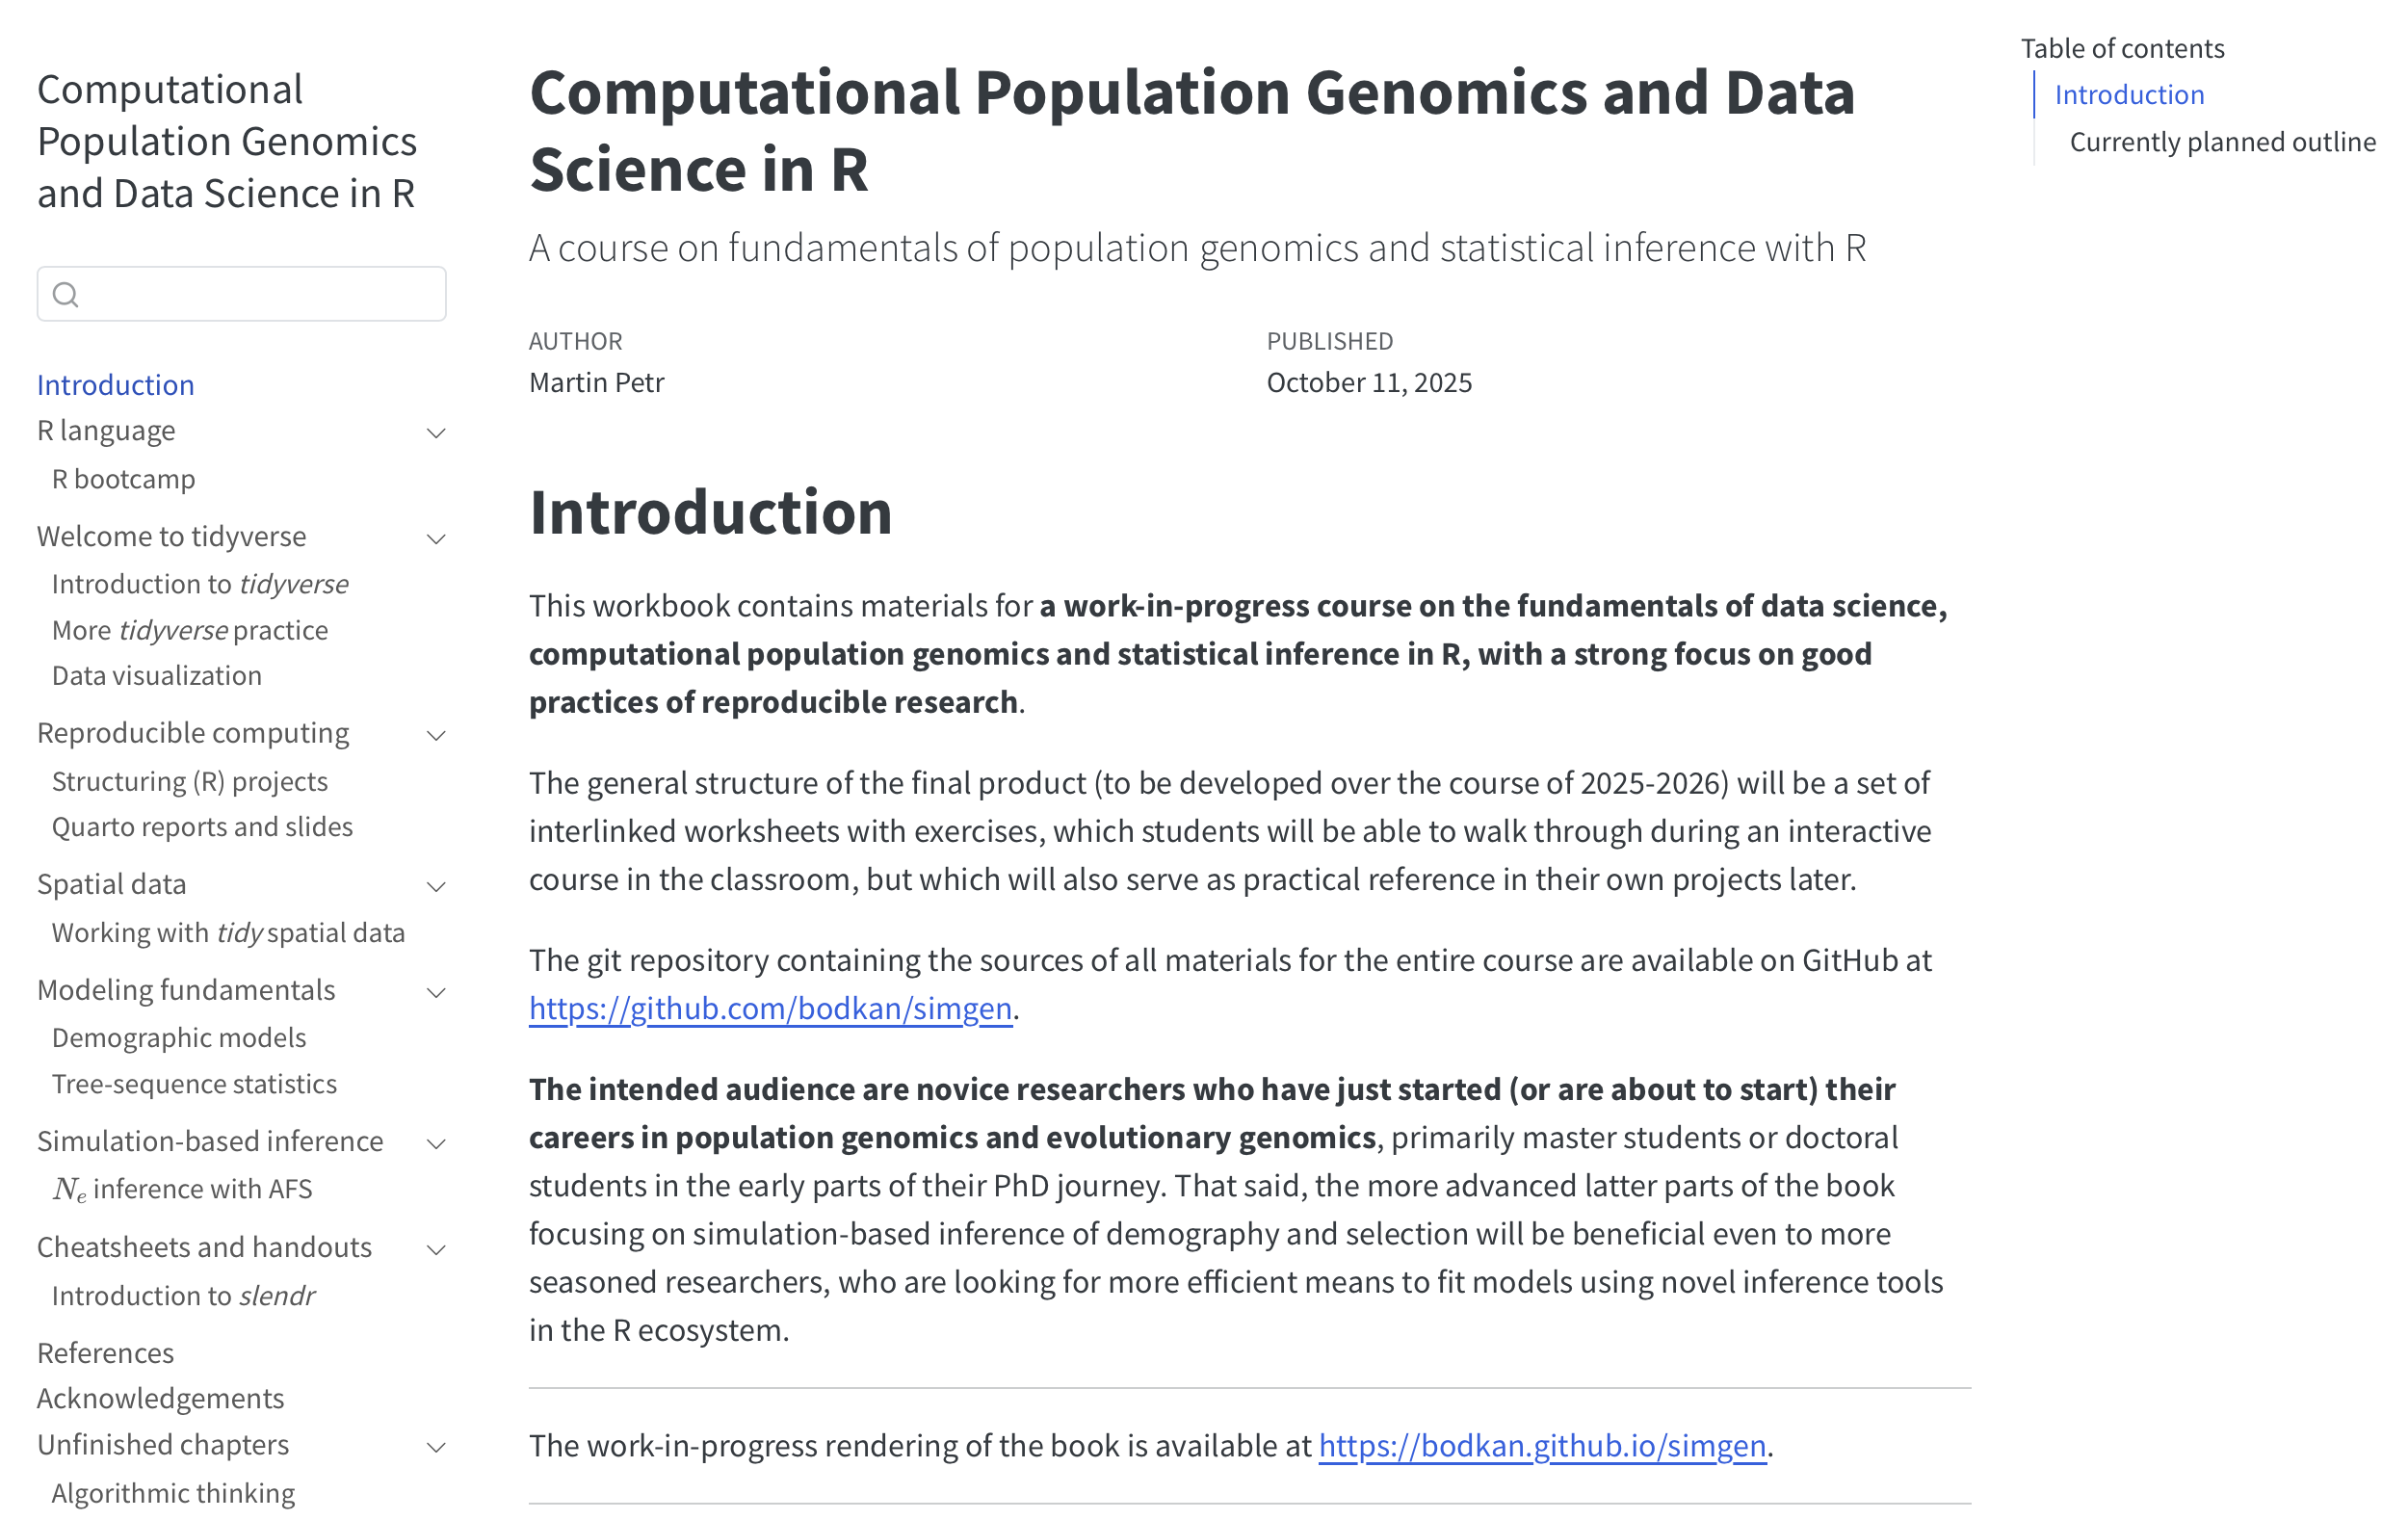 Computational
Population Genomics
and Data Science in R
Introduction
R language
R bootcamp
Welcome to tidyverse
Introduction to tidyverse
More tidyverse practice
Data visualization
Reproducible computing
Structuring (R) projects
Quarto reports and slides
Spatial data
Working with tidy spatial data
Modeling fundamentals
Demographic models
Tree-sequence statistics
Simulation-based inference
Ne inference with AFS
Cheatsheets and handouts
Introduction to slendr
References
Acknowledgements
Unfinished chapters
Algorithmic thinking
Computational Population Genomics and Data
Science in R
A course on fundamentals of population genomics and statistical inference with R
AUTHOR
Martin Petr
PUBLISHED
October 11, 2025
Introduction
This workbook contains materials for a work-in-progress course on the fundamentals of data science,
computational population genomics and statistical inference in R, with a strong focus on good
practices of reproducible research.
The general structure of the final product (to be developed over the course of 2025-2026) will be a set of
interlinked worksheets with exercises, which students will be able to walk through during an interactive
course in the classroom, but which will also serve as practical reference in their own projects later.
The git repository containing the sources of all materials for the entire course are available on GitHub at
https://github.com/bodkan/simgen.
The intended audience are novice researchers who have just started (or are about to start) their
careers in population genomics and evolutionary genomics, primarily master students or doctoral
students in the early parts of their PhD journey. That said, the more advanced latter parts of the book
focusing on simulation-based inference of demography and selection will be beneficial even to more
seasoned researchers, who are looking for more efficient means to fit models using novel inference tools
in the R ecosystem.
The work-in-progress rendering of the book is available at https://bodkan.github.io/simgen.
Table of contents
Introduction
Currently planned outline